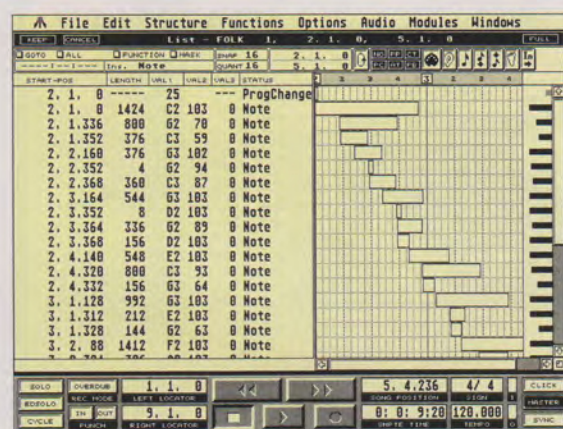 File Edit Structure Functions Options Audio Modules Windows
KEEP CANCEL List - FOLK 1, 2. 1. 0, 5. 1. 0 FULL
GOTO ALL FUNCTION MASK SNAP 16 2. 1. 0
Ins. Note QUANT 16 5. 1. 0
START-POS LENGTH VAL1 VAL2 VAL3 STATUS
2. 1. 0 ----- 25 --- ProgChange
2. 1. 0 1424 C2 103 0 Note
2. 1.336 800 G2 70 0 Note
2. 1.352 376 C3 59 0 Note
2. 2.160 376 G3 102 0 Note
2. 2.352 4 G2 94 0 Note
2. 2.368 360 C3 87 0 Note
2. 3.164 544 G3 103 0 Note
2. 3.352 8 D2 103 0 Note
2. 3.364 336 G2 89 0 Note
2. 3.368 156 D2 103 0 Note
2. 4.140 548 E2 103 0 Note
2. 4.320 800 C3 93 0 Note
2. 4.332 156 G3 64 0 Note
3. 1.128 992 G3 103 0 Note
3. 1.312 212 E2 103 0 Note
3. 1.328 144 G2 63 0 Note
3. 2. 88 1412 F2 103 0 Note
SOLO OVERDUB 1. 1. 0 5. 4.236 4/ 4 CLICK
EDSOLO REC MODE LEFT LOCATOR SONG POSITION SIGN MASTER
CYCLE IN OUT 9. 1. 0 0: 0: 9:20 120.000 SYNC
PUNCH RIGHT LOCATOR SMPTE TIME TEMPO